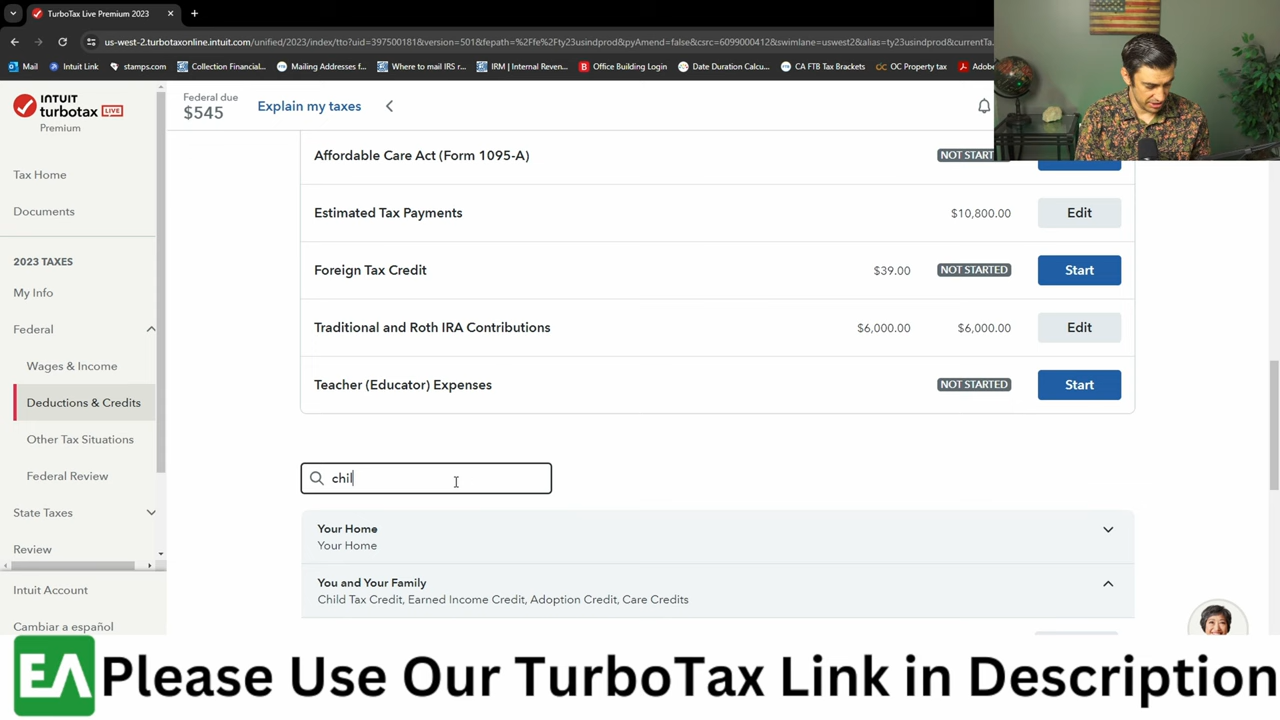 TurboTax Live Premium 2023
us-west-2.turbotaxonline.intuit.com/unified/2023/index/tto?uid=397500181&version=501&depath=%2Ffe%2Fty23usindprod&pyAmend=false&csrc=6099000412&swimlane=uswest2&alias=ty23usindprod&currentTa...
Mail
Intuit Link
stamps.com
Collection Financial...
Mailing Addresses f...
Where to mail IRS r...
IRM | Internal Reven...
Office Building Login
Date Duration Calcu...
CA FTB Tax Brackets
OC Property tax
Adob
INTUIT
turbotax LIVE
Premium
Federal due
$545
Explain my taxes
Tax Home
Documents
2023 TAXES
My Info
Federal
Wages & Income
Deductions & Credits
Other Tax Situations
Federal Review
State Taxes
Review
Intuit Account
Cambiar a español
Affordable Care Act (Form 1095-A)
NOT STARTED
Estimated Tax Payments
$10,800.00
Edit
Foreign Tax Credit
$39.00
NOT STARTED
Start
Traditional and Roth IRA Contributions
$6,000.00
$6,000.00
Edit
Teacher (Educator) Expenses
NOT STARTED
Start
chil
Your Home
Your Home
You and Your Family
Child Tax Credit, Earned Income Credit, Adoption Credit, Care Credits
EA Please Use Our TurboTax Link in Description